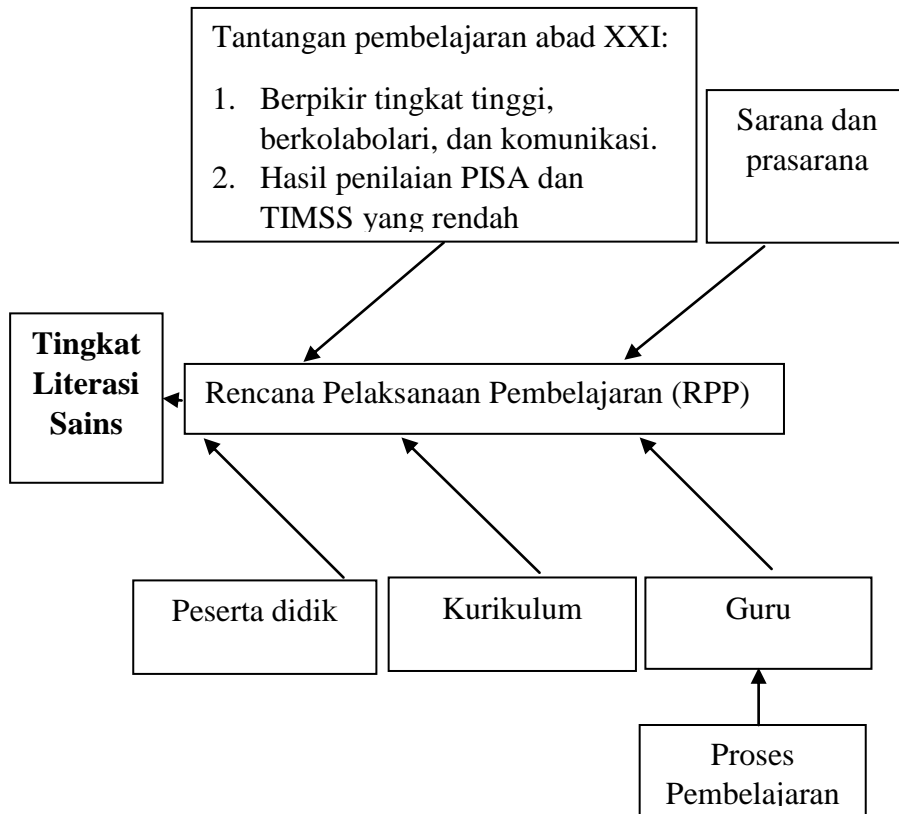 Tantangan pembelajaran abad XXI:
1. Berpikir tingkat tinggi,
berkolabolari, dan komunikasi.
2. Hasil penilaian PISA dan
TIMSS yang rendah
Sarana dan
prasarana
Tingkat
Literasi
Sains
Rencana Pelaksanaan Pembelajaran (RPP)
Peserta didik
Kurikulum
Guru
Proses
Pembelajaran